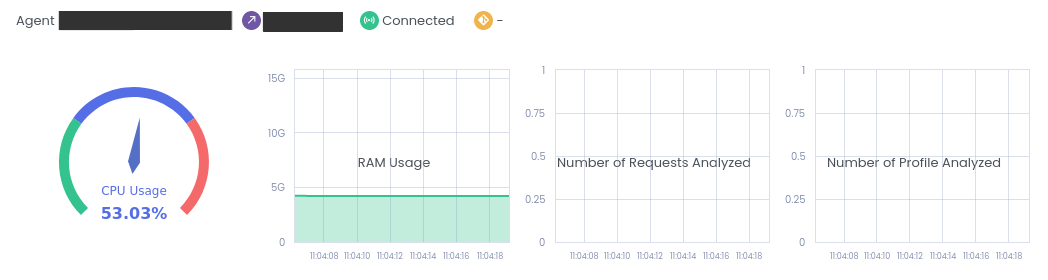 Agent
Connected
–
CPU Usage
53.03%
15G
10G
5G
0
RAM Usage
11:04:08 11:04:10 11:04:12 11:04:14 11:04:16 11:04:18
1
0.75
0.5
0.25
0
Number of Requests Analyzed
11:04:08 11:04:10 11:04:12 11:04:14 11:04:16 11:04:18
1
0.75
0.5
0.25
0
Number of Profile Analyzed
11:04:08 11:04:10 11:04:12 11:04:14 11:04:16 11:04:18